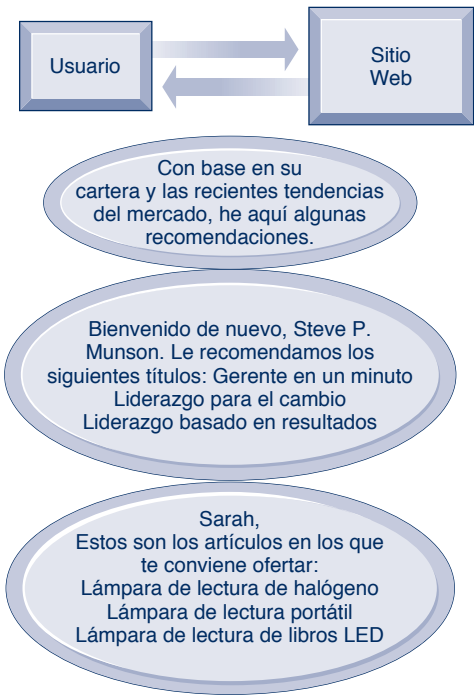 Usuario
Sitio
Web
Con base en su
cartera y las recientes tendencias
del mercado, he aquí algunas
recomendaciones.
Bienvenido de nuevo, Steve P.
Munson. Le recomendamos los
siguientes títulos: Gerente en un minuto
Liderazgo para el cambio
Liderazgo basado en resultados
Sarah,
Estos son los artículos en los que
te conviene ofertar:
Lámpara de lectura de halógeno
Lámpara de lectura portátil
Lámpara de lectura de libros LED